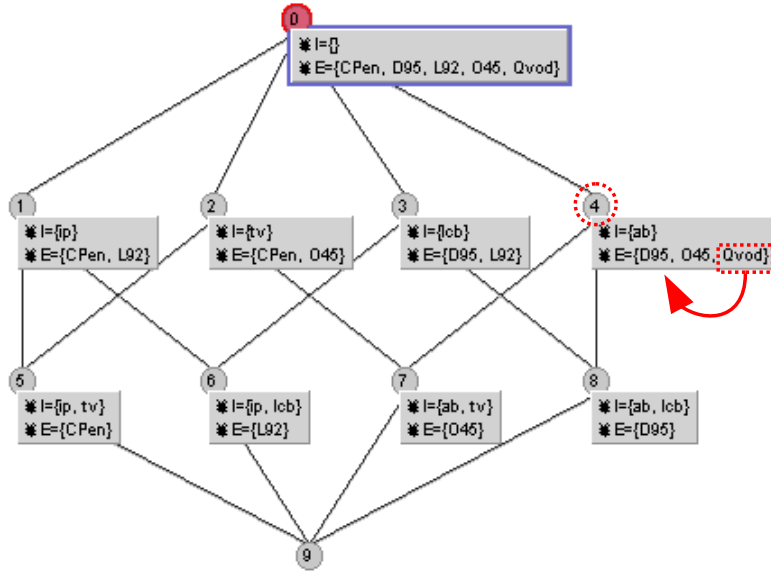 0
I={}
E={CPen, D95, L92, O45, Qvod}
1
I={ip}
E={CPen, L92}
2
I={tv}
E={CPen, O45}
3
I={lcb}
E={D95, L92}
4
I={ab}
E={D95, O45, Qvod}
5
I={ip, tv}
E={CPen}
6
I={ip, lcb}
E={L92}
7
I={ab, tv}
E={O45}
8
I={ab, lcb}
E={D95}
9